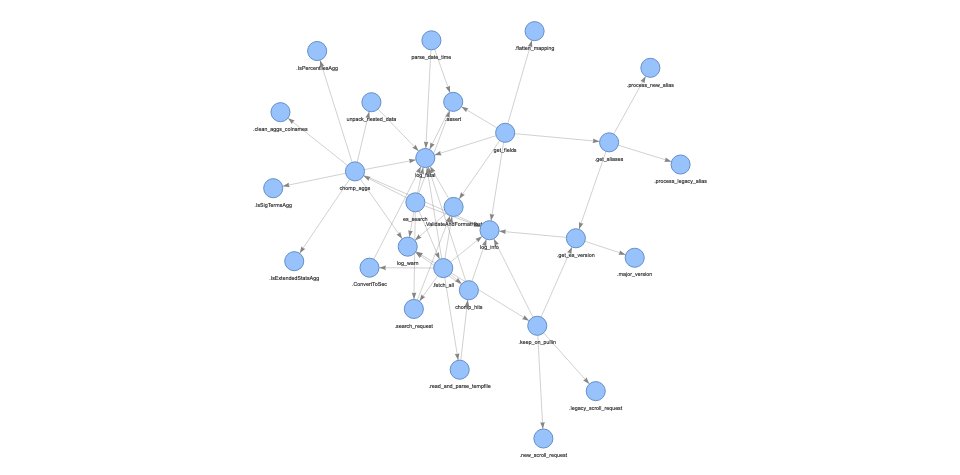 .flatten_mapping
parse_date_time
.IsPercentilesAgg
.process_new_alias
unpack_nested_data
.assert
.clean_aggs_colnames
get_fields
.get_aliases
log_fatal
.process_legacy_alias
chomp_aggs
.IsSigTermsAgg
es_search
.ValidateAndFormatHost
log_info
.get_es_version
log_warn
.major_version
.IsExtendedStatsAgg
.ConvertToSec
.fetch_all
chomp_hits
.search_request
.keep_on_pullin
.read_and_parse_tempfile
.legacy_scroll_request
.new_scroll_request